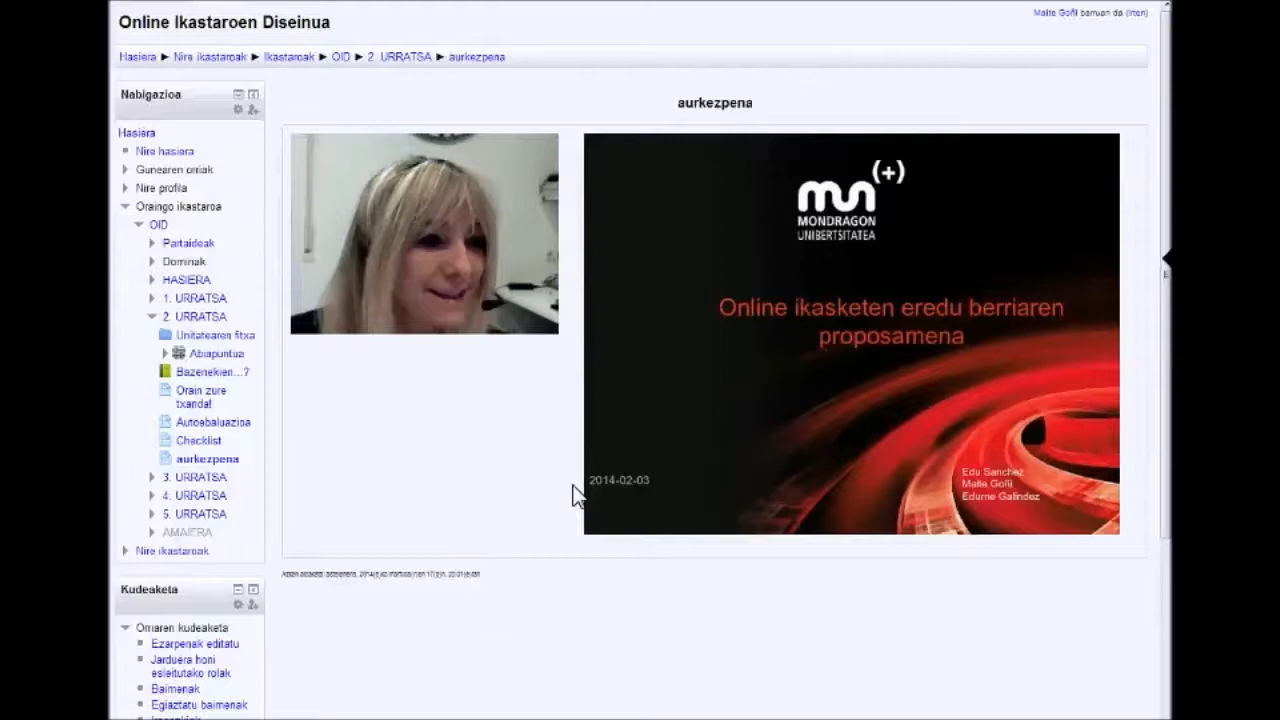 Online Ikastaroen Diseinua
Maite Goñi barruan da (Irten)
Hasiera ► Nire ikastaroak ► Ikastaroak ► OID ► 2. URRATSA ► aurkezpena
Nabigazioa
Hasiera
Nire hasiera
Gunearen orriak
Nire profila
Oraingo ikastaroa
OID
Partaideak
Dominak
HASIERA
1. URRATSA
2. URRATSA
Unitatearen fitxa
Abiapuntua
Bazenekien...?
Orain zure
txanda!
Autoebaluazioa
Checklist
aurkezpena
3. URRATSA
4. URRATSA
5. URRATSA
AMAIERA
Nire ikastaroak
Kudeaketa
Orriaren kudeaketa
Ezarpenak editatu
Jarduera honi
esleitutako rolak
Baimenak
Egiaztatu baimenak
aurkezpena
mun(+)
MONDRAGON
UNIBERTSITATEA
Online ikasketen eredu berriaren
proposamena
2014-02-03
Edu Sanchez
Maite Goñi
Edurne Galindez